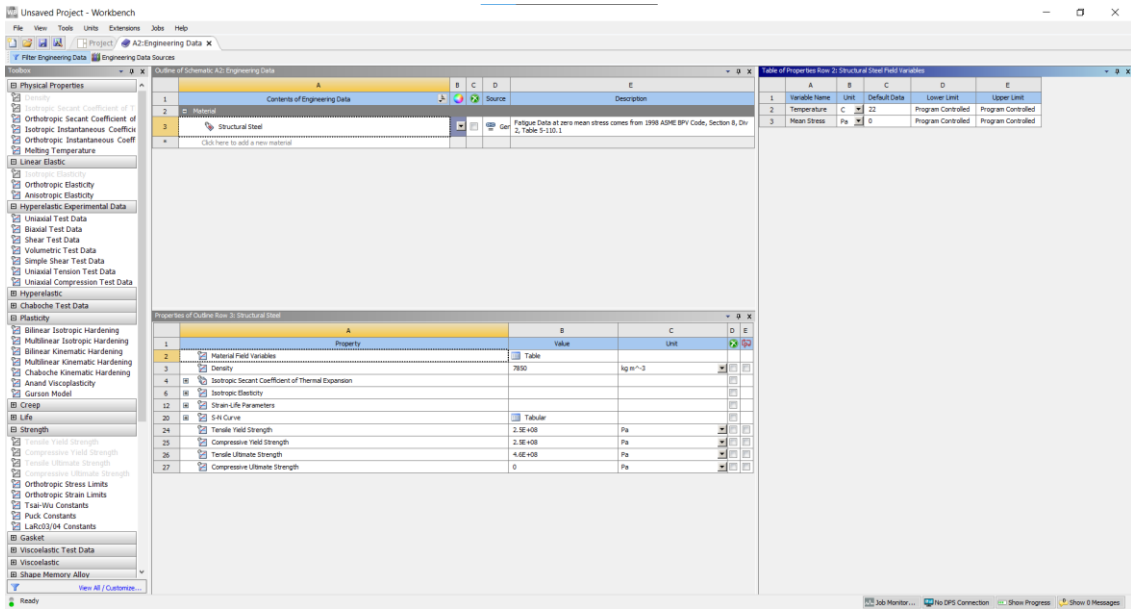 Unsaved Project - Workbench
File View Tools Units Extensions Jobs Help
Project A2:Engineering Data
Filter Engineering Data Engineering Data Sources
Toolbox
Physical Properties
Density
Isotropic Secant Coefficient of T
Orthotropic Secant Coefficient of
Isotropic Instantaneous Coefficie
Orthotropic Instantaneous Coeff
Melting Temperature
Linear Elastic
Isotropic Elasticity
Orthotropic Elasticity
Anisotropic Elasticity
Hyperelastic Experimental Data
Uniaxial Test Data
Biaxial Test Data
Shear Test Data
Volumetric Test Data
Simple Shear Test Data
Uniaxial Tension Test Data
Uniaxial Compression Test Data
Hyperelastic
Chaboche Test Data
Plasticity
Bilinear Isotropic Hardening
Multilinear Isotropic Hardening
Bilinear Kinematic Hardening
Multilinear Kinematic Hardening
Chaboche Kinematic Hardening
Anand Viscoplasticity
Gurson Model
Creep
Life
Strength
Tensile Yield Strength
Compressive Yield Strength
Tensile Ultimate Strength
Compressive Ultimate Strength
Orthotropic Stress Limits
Orthotropic Strain Limits
Tsai-Wu Constants
Puck Constants
LaRc03/04 Constants
Gasket
Viscoelastic Test Data
Viscoelastic
Shape Memory Alloy
View All / Customize...
Outline of Schematic A2: Engineering Data
A B C D E
1 Contents of Engineering Data Source Description
2 Material
3 Structural Steel Ger Fatigue Data at zero mean stress comes from 1998 ASME BPV Code, Section 8, Div
2, Table 5-110.1
* Click here to add a new material
Properties of Outline Row 3: Structural Steel
A B C D E
1 Property Value Unit
2 Material Field Variables Table
3 Density 7850 kg m^-3
4 Isotropic Secant Coefficient of Thermal Expansion
6 Isotropic Elasticity
12 Strain-Life Parameters
20 S-N Curve Tabular
24 Tensile Yield Strength 2.5E+08 Pa
25 Compressive Yield Strength 2.5E+08 Pa
26 Tensile Ultimate Strength 4.6E+08 Pa
27 Compressive Ultimate Strength 0 Pa
Table of Properties Row 2: Structural Steel Field Variables
A B C D E
1 Variable Name Unit Default Data Lower Limit Upper Limit
2 Temperature C 22 Program Controlled Program Controlled
3 Mean Stress Pa 0 Program Controlled Program Controlled
Ready
Job Monitor... No DPS Connection Show Progress Show 0 Messages